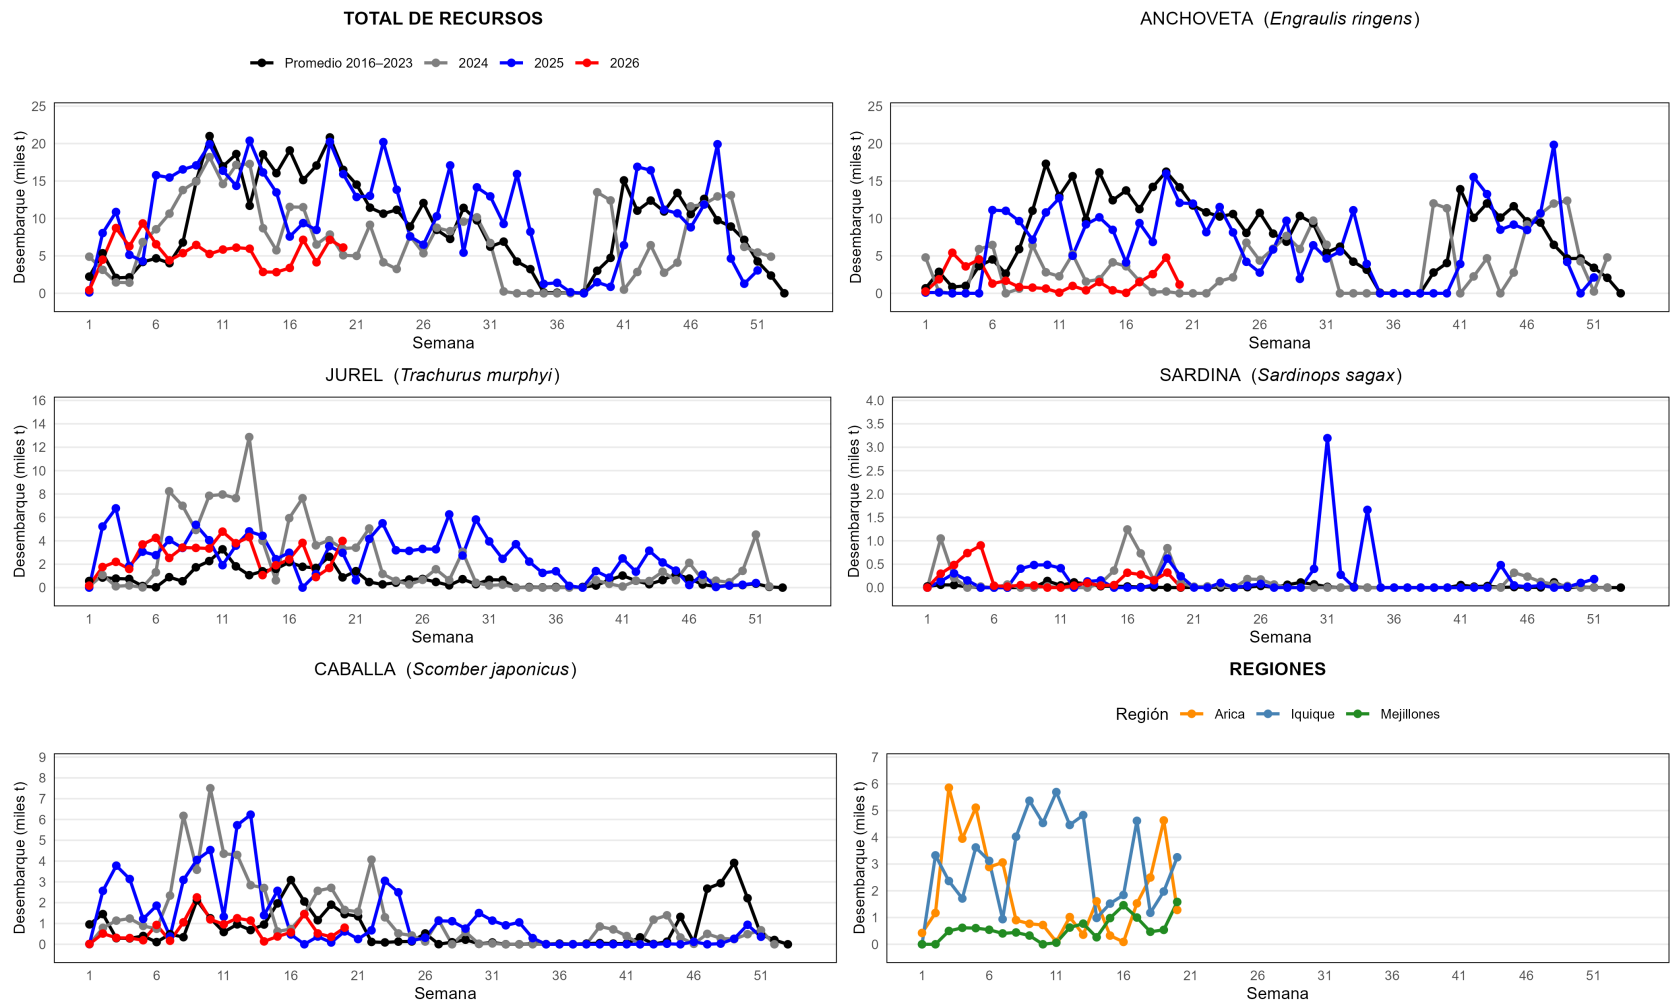 TOTAL DE RECURSOS
Promedio 2016–2023 2024 2025 2026
Desembarque (miles t)
25
20
15
10
5
0
1 6 11 16 21 26 31 36 41 46 51
Semana
ANCHOVETA (Engraulis ringens)
Desembarque (miles t)
25
20
15
10
5
0
1 6 11 16 21 26 31 36 41 46 51
Semana
JUREL (Trachurus murphyi)
Desembarque (miles t)
16
14
12
10
8
6
4
2
0
1 6 11 16 21 26 31 36 41 46 51
Semana
SARDINA (Sardinops sagax)
Desembarque (miles t)
4.0
3.5
3.0
2.5
2.0
1.5
1.0
0.5
0.0
1 6 11 16 21 26 31 36 41 46 51
Semana
CABALLA (Scomber japonicus)
Desembarque (miles t)
9
8
7
6
5
4
3
2
1
0
1 6 11 16 21 26 31 36 41 46 51
Semana
REGIONES
Región Arica Iquique Mejillones
Desembarque (miles t)
7
6
5
4
3
2
1
0
1 6 11 16 21 26 31 36 41 46 51
Semana